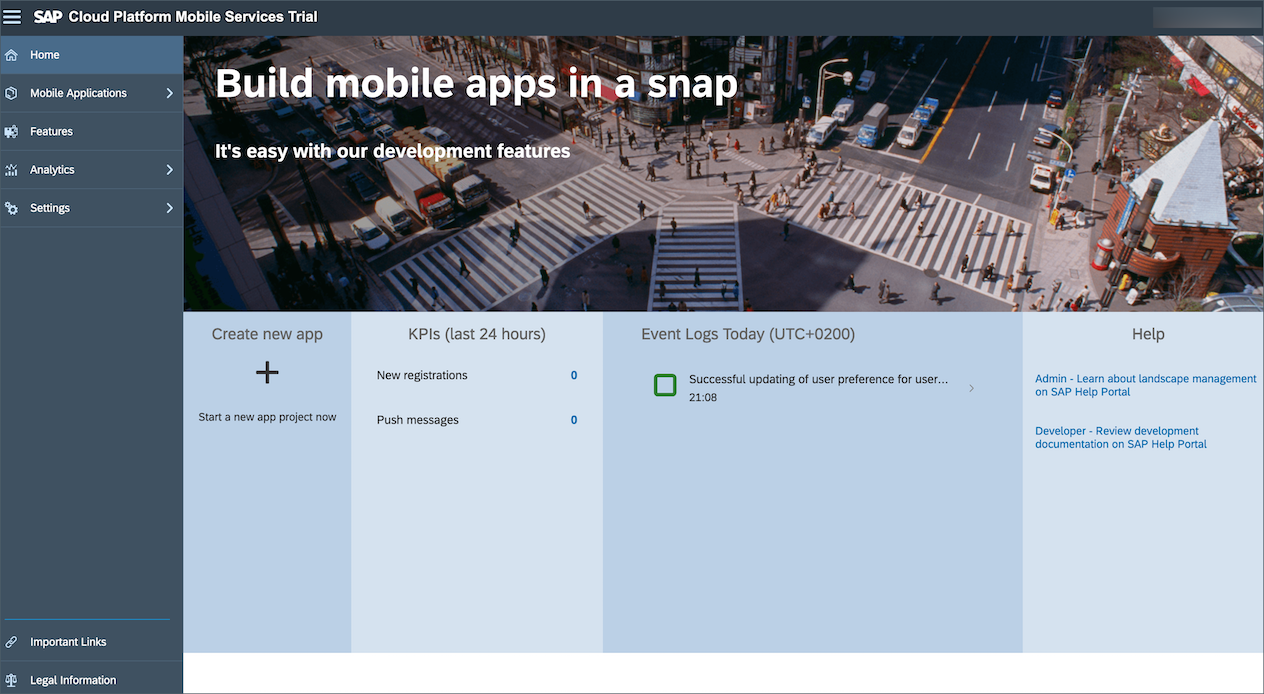 SAP Cloud Platform Mobile Services Trial
Home
Mobile Applications
Features
Analytics
Settings
Important Links
Legal Information
Build mobile apps in a snap
It's easy with our development features
Create new app
Start a new app project now
KPIs (last 24 hours)
New registrations 0
Push messages 0
Event Logs Today (UTC+0200)
Successful updating of user preference for user...
21:08
Help
Admin - Learn about landscape management
on SAP Help Portal
Developer - Review development
documentation on SAP Help Portal